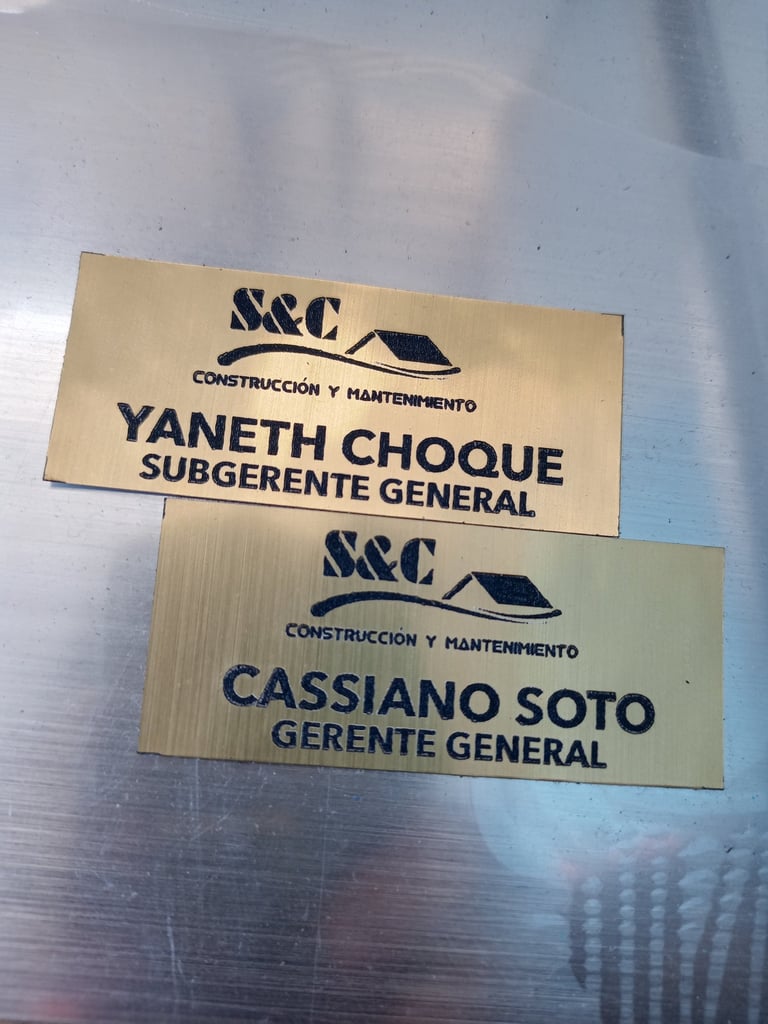 S&C
CONSTRUCCIÓN Y MANTENIMIENTO
YANETH CHOQUE
SUBGERENTE GENERAL
S&C
CONSTRUCCIÓN Y MANTENIMIENTO
CASSIANO SOTO
GERENTE GENERAL